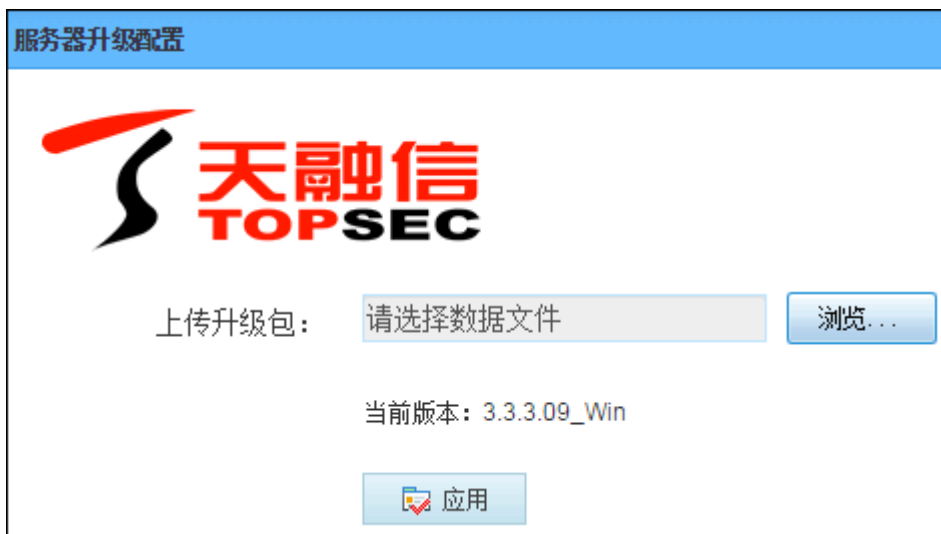 服务器升级配置
天融信
TOPSEC
上传升级包： 请选择数据文件 浏览...
当前版本：3.3.3.09_Win
应用